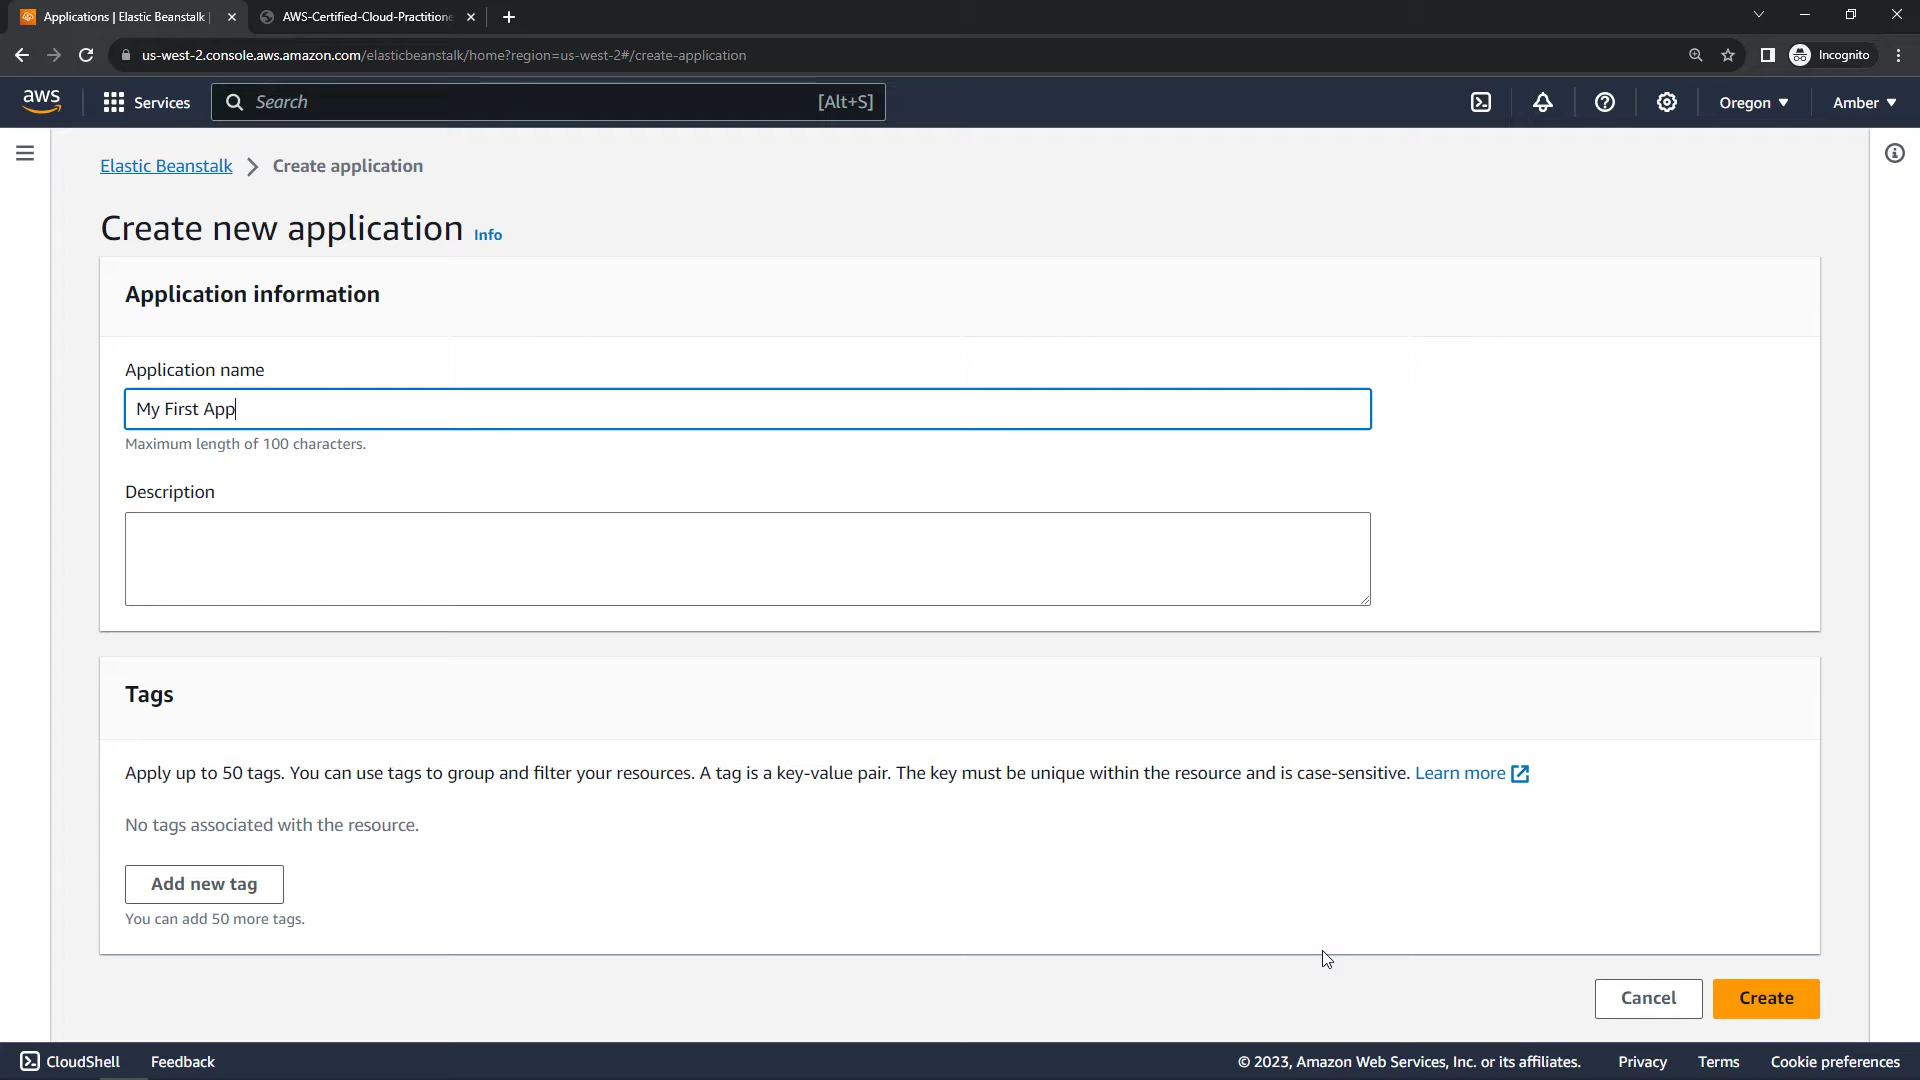 Applications | Elastic Beanstalk
AWS-Certified-Cloud-Practitione
us-west-2.console.aws.amazon.com/elasticbeanstalk/home?region=us-west-2#/create-application
Incognito
aws
Services
Search
[Alt+S]
Oregon
Amber
Elastic Beanstalk > Create application
Create new application Info
Application information
Application name
My First App
Maximum length of 100 characters.
Description
Tags
Apply up to 50 tags. You can use tags to group and filter your resources. A tag is a key-value pair. The key must be unique within the resource and is case-sensitive. Learn more
No tags associated with the resource.
Add new tag
You can add 50 more tags.
Cancel
Create
CloudShell
Feedback
© 2023, Amazon Web Services, Inc. or its affiliates.
Privacy
Terms
Cookie preferences